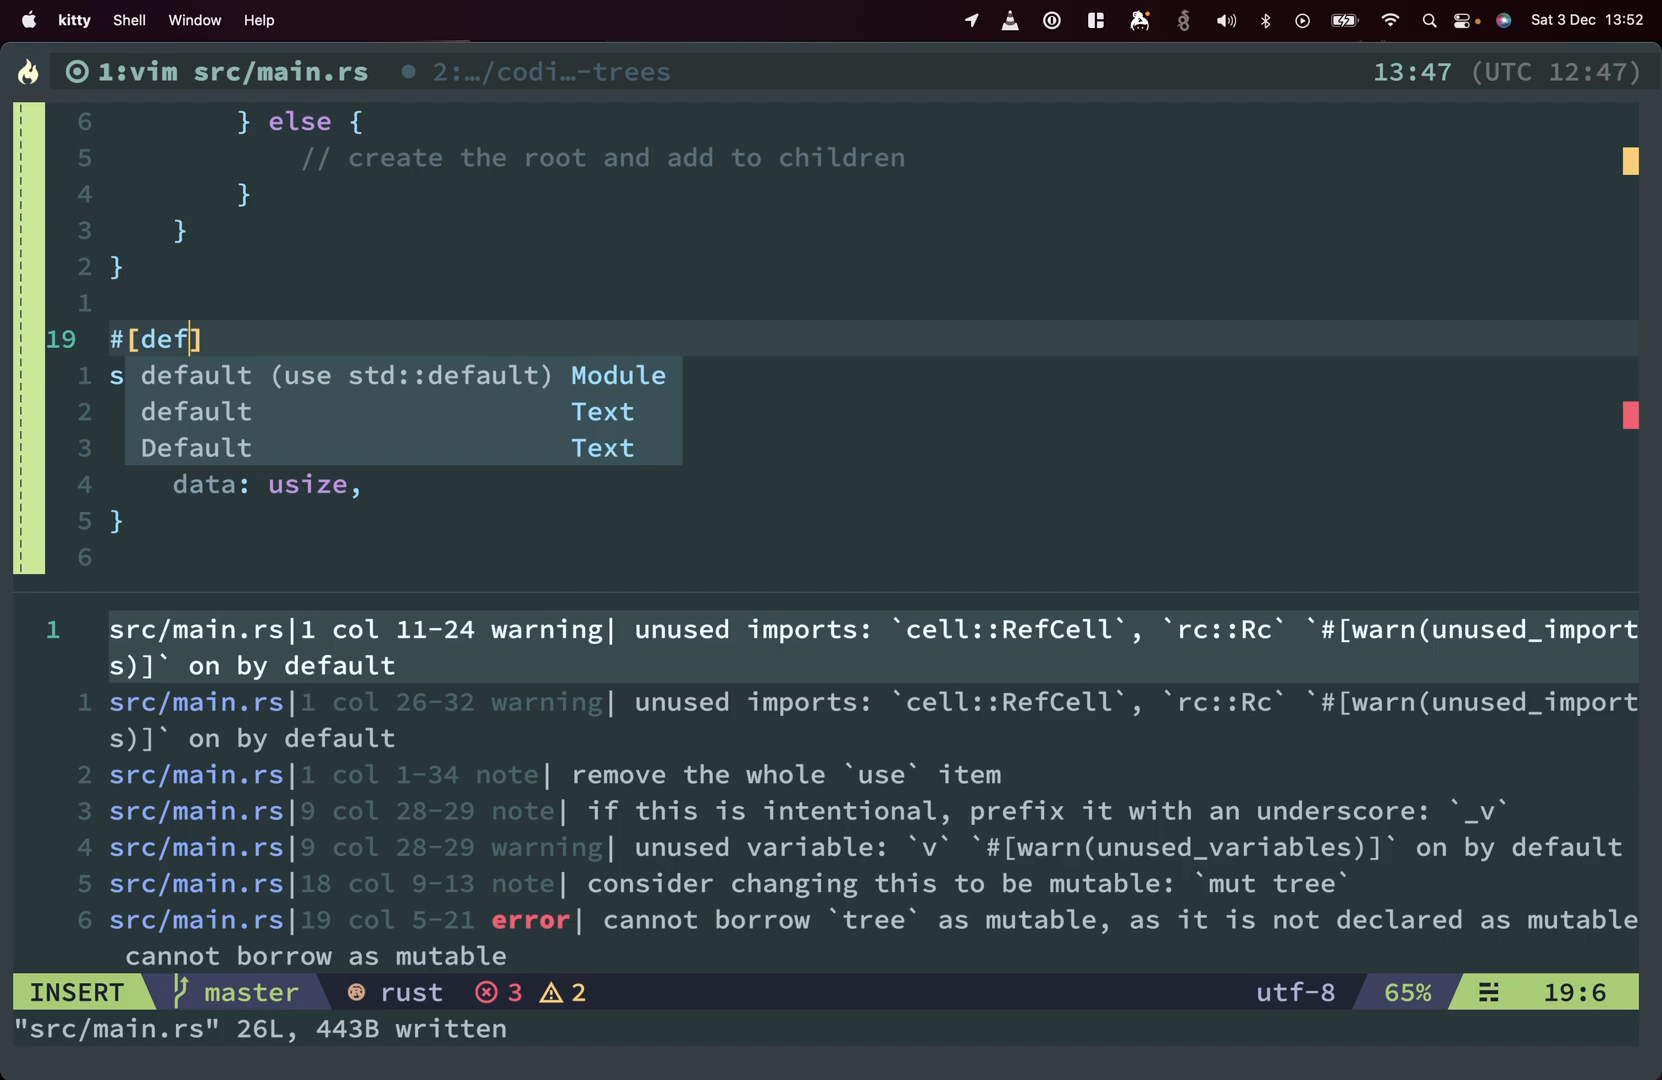 kitty Shell Window Help Sat 3 Dec 13:52
1:vim src/main.rs 2:…/codi…-trees 13:47 (UTC 12:47)
6 } else {
5 // create the root and add to children
4 }
3 }
2 }
1
19 #[def]
1 s default (use std::default) Module
2 default Text
3 Default Text
4 data: usize,
5 }
6
1 src/main.rs|1 col 11-24 warning| unused imports: `cell::RefCell`, `rc::Rc` `#[warn(unused_import
s)]` on by default
1 src/main.rs|1 col 26-32 warning| unused imports: `cell::RefCell`, `rc::Rc` `#[warn(unused_import
s)]` on by default
2 src/main.rs|1 col 1-34 note| remove the whole `use` item
3 src/main.rs|9 col 28-29 note| if this is intentional, prefix it with an underscore: `_v`
4 src/main.rs|9 col 28-29 warning| unused variable: `v` `#[warn(unused_variables)]` on by default
5 src/main.rs|18 col 9-13 note| consider changing this to be mutable: `mut tree`
6 src/main.rs|19 col 5-21 error| cannot borrow `tree` as mutable, as it is not declared as mutable
cannot borrow as mutable
INSERT master rust 3 2 utf-8 65% 19:6
"src/main.rs" 26L, 443B written